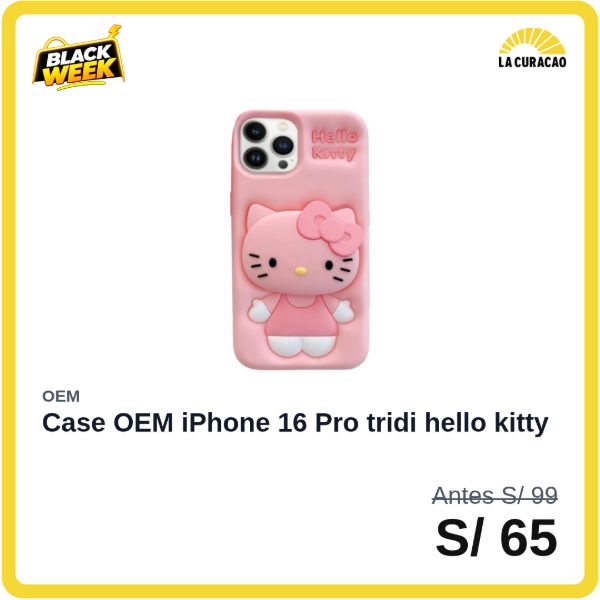 BLACK
WEEK
LA CURACAO
Hello
Kitty
OEM
Case OEM iPhone 16 Pro tridi hello kitty
Antes S/ 99
S/ 65